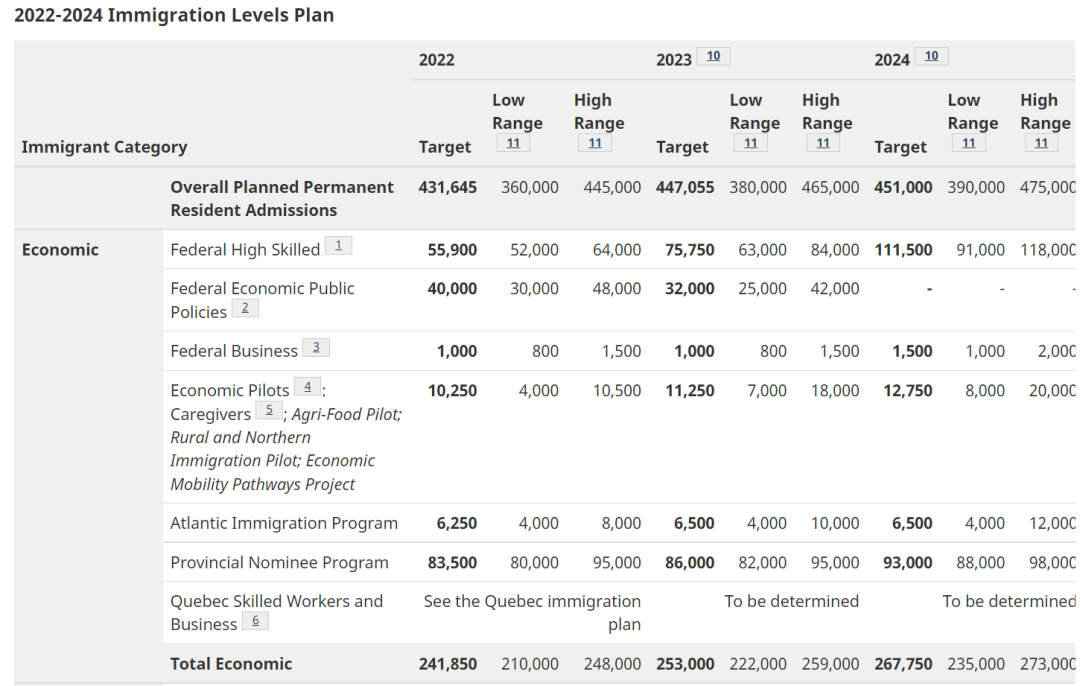 2022-2024 Immigration Levels Plan
2022 2023 10 2024 10
Immigrant Category Target Low Range 11 High Range 11 Target Low Range 11 High Range 11 Target Low Range 11 High Range 11
Overall Planned Permanent 431,645 360,000 445,000 447,055 380,000 465,000 451,000 390,000 475,000
Resident Admissions
Economic Federal High Skilled 1 55,900 52,000 64,000 75,750 63,000 84,000 111,500 91,000 118,000
Federal Economic Public 40,000 30,000 48,000 32,000 25,000 42,000 - - -
Policies 2
Federal Business 3 1,000 800 1,500 1,000 800 1,500 1,500 1,000 2,000
Economic Pilots 4 : 10,250 4,000 10,500 11,250 7,000 18,000 12,750 8,000 20,000
Caregivers 5 ; Agri-Food Pilot;
Rural and Northern
Immigration Pilot; Economic
Mobility Pathways Project
Atlantic Immigration Program 6,250 4,000 8,000 6,500 4,000 10,000 6,500 4,000 12,000
Provincial Nominee Program 83,500 80,000 95,000 86,000 82,000 95,000 93,000 88,000 98,000
Quebec Skilled Workers and See the Quebec immigration To be determined To be determined
Business 6 plan
Total Economic 241,850 210,000 248,000 253,000 222,000 259,000 267,750 235,000 273,000